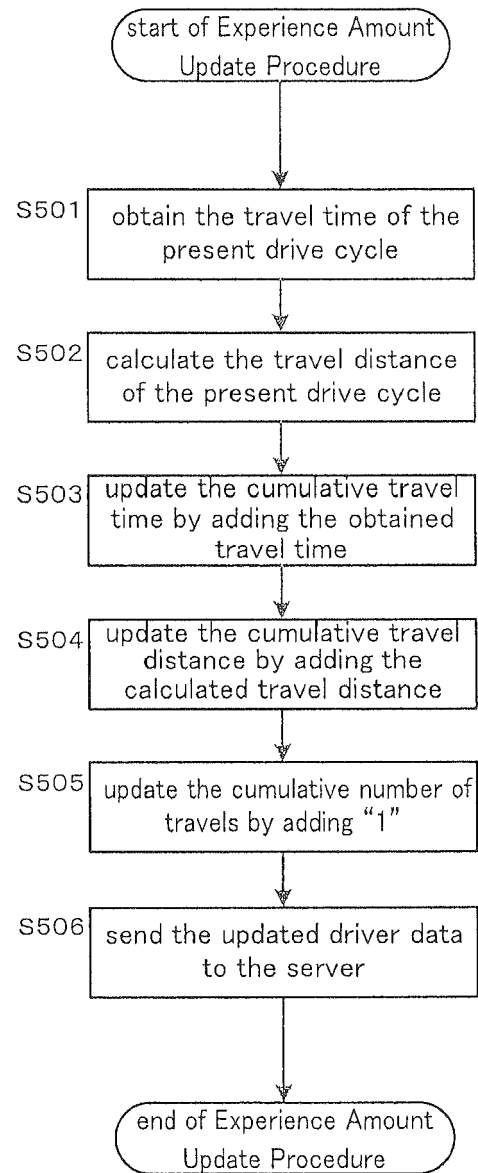 start of Experience Amount
Update Procedure
S501
obtain the travel time of the
present drive cycle
S502
calculate the travel distance
of the present drive cycle
S503
update the cumulative travel
time by adding the obtained
travel time
S504
update the cumulative travel
distance by adding the
calculated travel distance
S505
update the cumulative number of
travels by adding “1”
S506
send the updated driver data
to the server
end of Experience Amount
Update Procedure